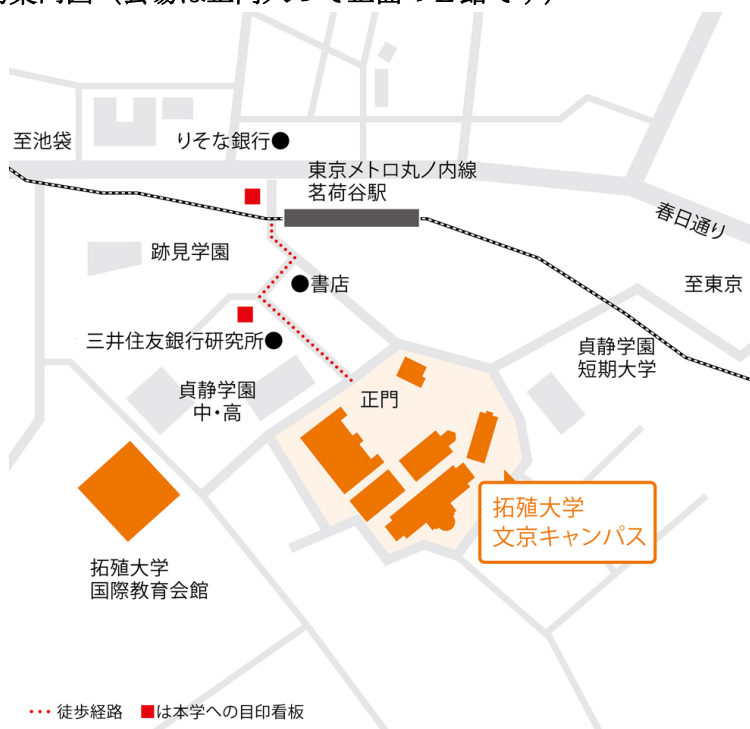 至池袋
りそな銀行
東京メトロ丸ノ内線
茗荷谷駅
春日通り
跡見学園
書店
至東京
三井住友銀行研究所
貞静学園
短期大学
貞静学園
中・高
正門
拓殖大学
文京キャンパス
拓殖大学
国際教育会館
徒歩経路 ■は本学への目印看板